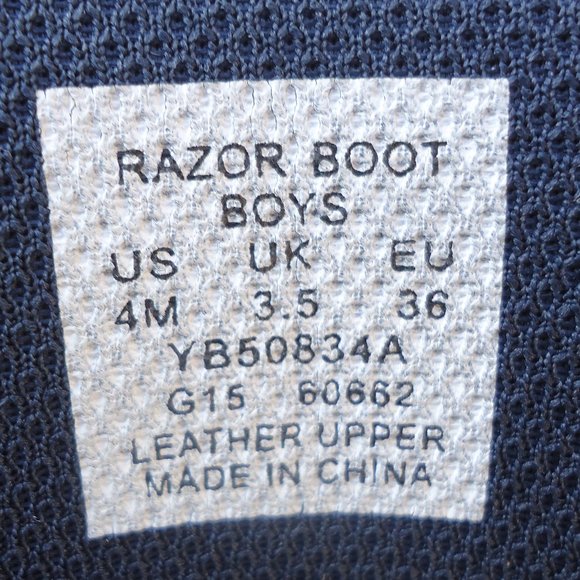 RAZOR BOOT
BOYS
US UK EU
4M 3.5 36
YB50834A
G15 60662
LEATHER UPPER
MADE IN CHINA